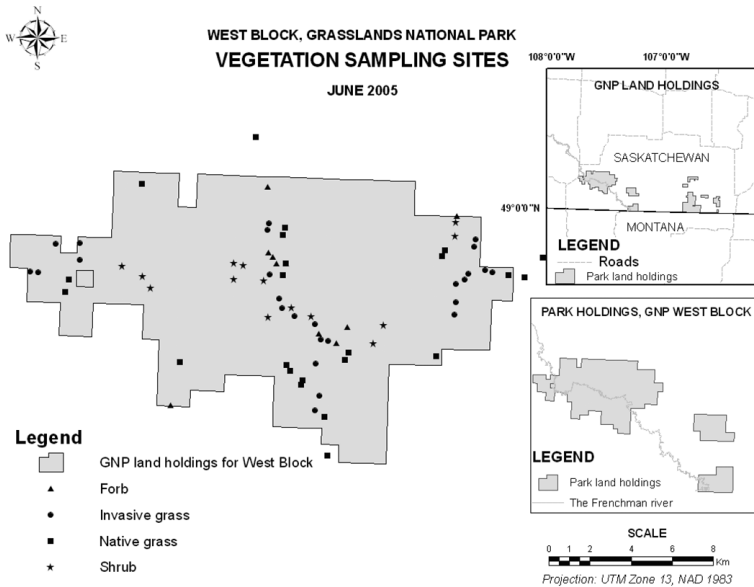 N
W E
S
WEST BLOCK, GRASSLANDS NATIONAL PARK
VEGETATION SAMPLING SITES
JUNE 2005
108°0'0"W 107°0'0"W
GNP LAND HOLDINGS
SASKATCHEWAN
49°0'0"N
MONTANA
LEGEND
Roads
Park land holdings
PARK HOLDINGS, GNP WEST BLOCK
LEGEND
Park land holdings
The Frenchman river
Legend
GNP land holdings for West Block
Forb
Invasive grass
Native grass
Shrub
SCALE
0 1 2 4 6 8
Km
Projection: UTM Zone 13, NAD 1983